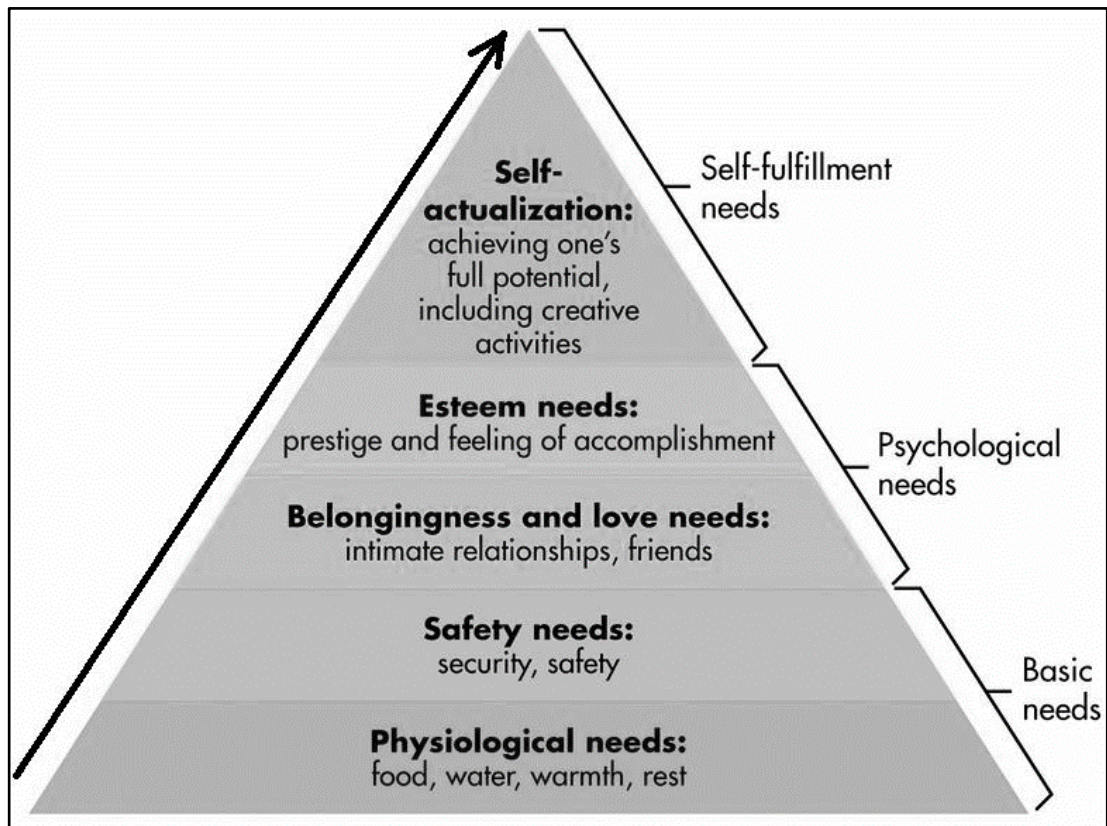 Self-
actualization:
achieving one's
full potential,
including creative
activities
Self-fulfillment
needs
Esteem needs:
prestige and feeling of accomplishment
Psychological
needs
Belongingness and love needs:
intimate relationships, friends
Safety needs:
security, safety
Basic
needs
Physiological needs:
food, water, warmth, rest